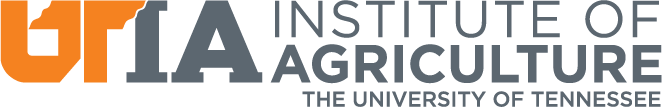 UTIA
INSTITUTE OF
AGRICULTURE
THE UNIVERSITY OF TENNESSEE